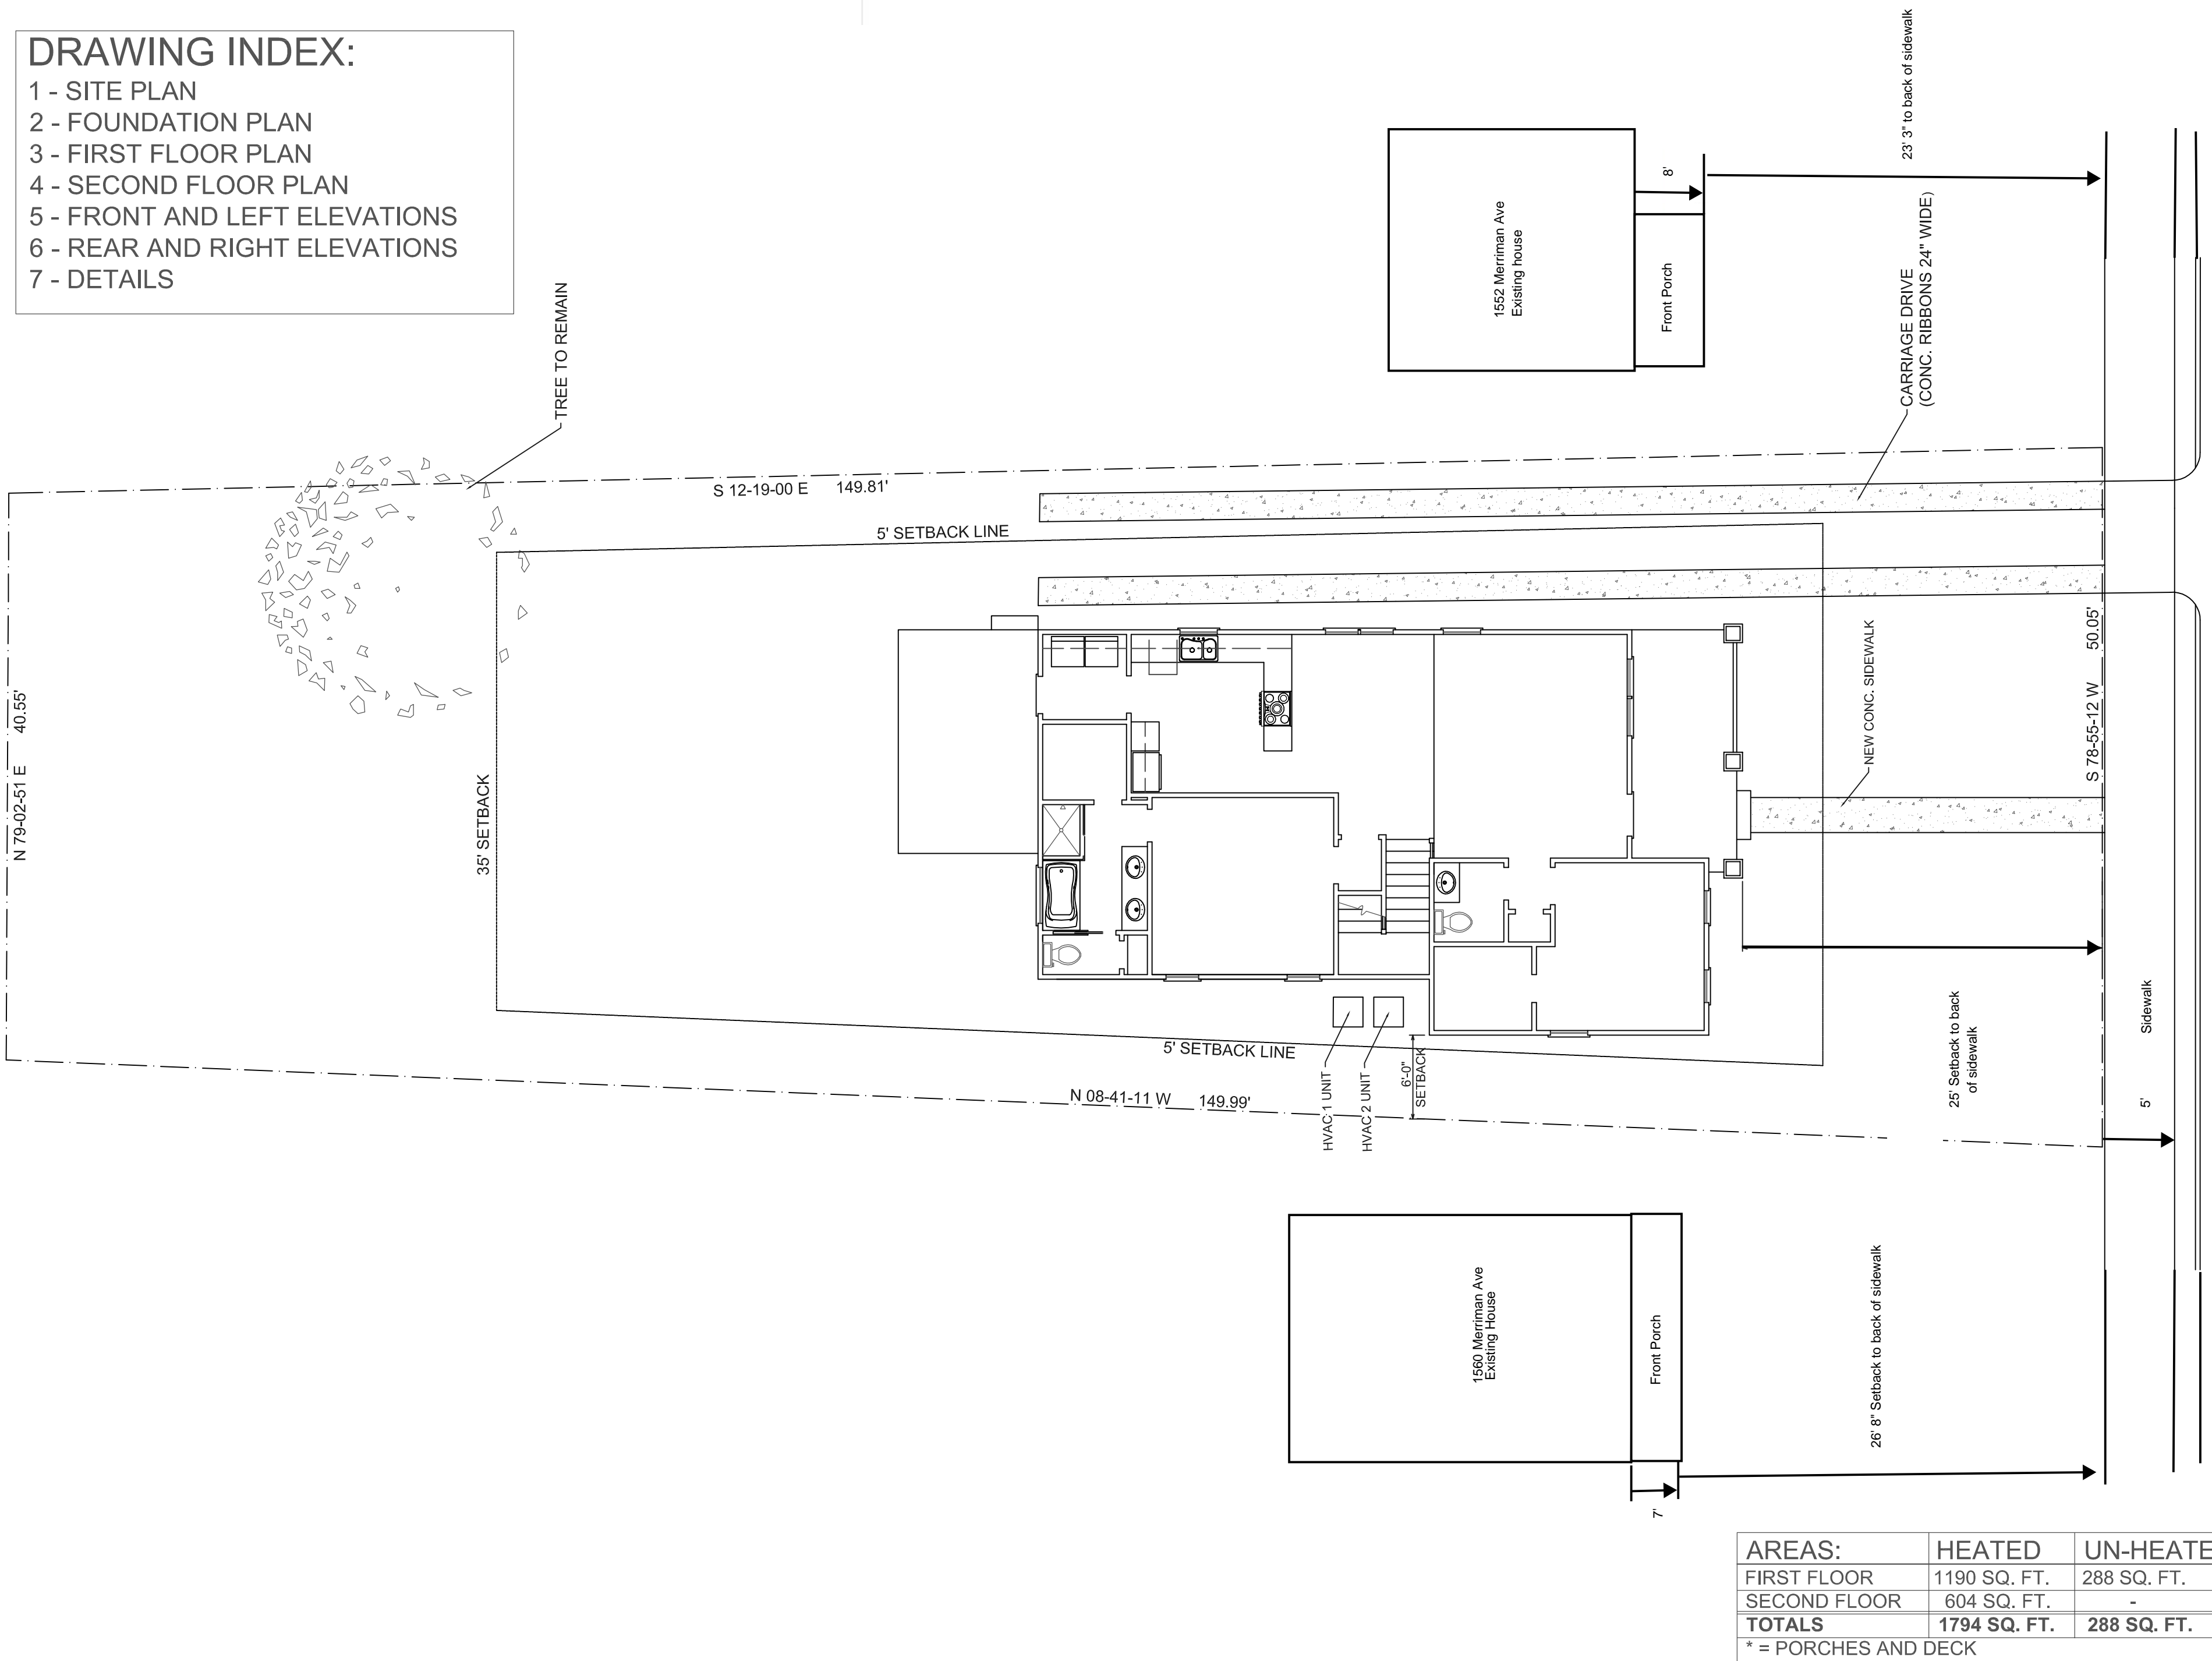 DRAWING INDEX:
1 - SITE PLAN
2 - FOUNDATION PLAN
3 - FIRST FLOOR PLAN
4 - SECOND FLOOR PLAN
5 - FRONT AND LEFT ELEVATIONS
6 - REAR AND RIGHT ELEVATIONS
7 - DETAILS
TREE TO REMAIN
1552 Merriman Ave
Existing house
Front Porch
8'
23' 3" to back of sidewalk
CARRIAGE DRIVE
(CONC. RIBBONS 24" WIDE)
S 12-19-00 E 149.81'
5' SETBACK LINE
N 79-02-51 E 40.55'
35' SETBACK
NEW CONC. SIDEWALK
S 78-55-12 W 50.05'
5' SETBACK LINE
N 08-41-11 W 149.99'
HVAC 1 UNIT
HVAC 2 UNIT
6'-0"
SETBACK
25' Setback to back
of sidewalk
5' Sidewalk
1560 Merriman Ave
Existing House
Front Porch
7'
26' 8" Setback to back of sidewalk
AREAS: HEATED UN-HEATE
FIRST FLOOR 1190 SQ. FT. 288 SQ. FT.
SECOND FLOOR 604 SQ. FT. -
TOTALS 1794 SQ. FT. 288 SQ. FT.
* = PORCHES AND DECK